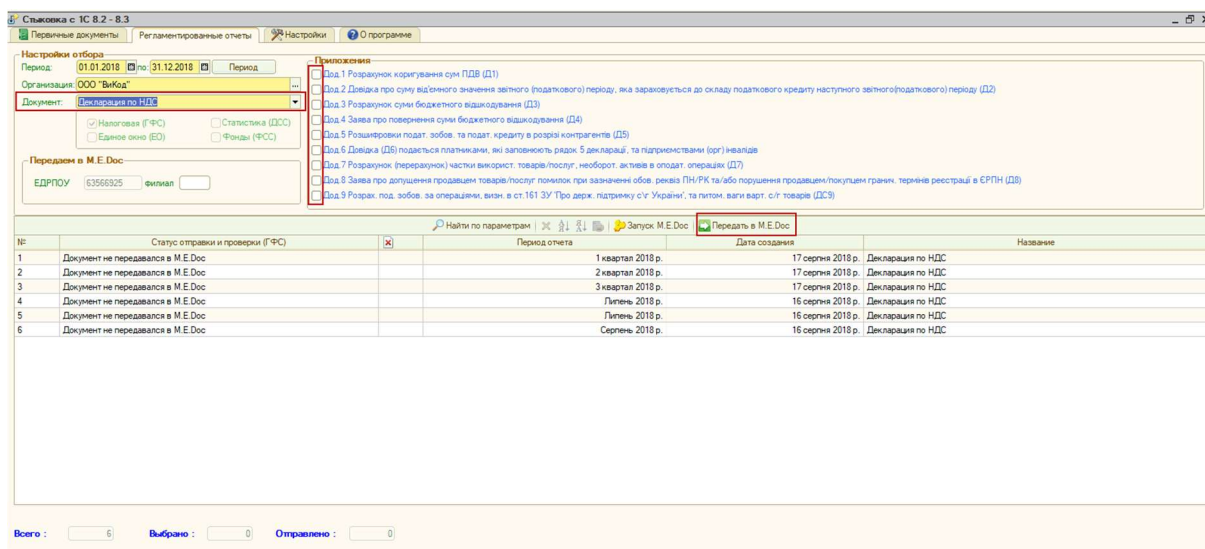 Стыковка с 1С 8.2 - 8.3
Первичные документы Регламентированные отчеты Настройки О программе
Настройки отбора
Период: 01.01.2018 по: 31.12.2018 Период
Организация: ООО "ВиКод" ...
Документ: Декларация по НДС
Налоговая (ГФС) Статистика (ДСС)
Единое окно (ЕО) Фонды (ФСС)
Передаем в M.E.Doc
ЕДРПОУ 63566925 филиал
Приложения
Дод.1 Розрахунок коригування сум ПДВ (Д1)
Дод.2 Довідка про суму від'ємного значення звітного (податкового) періоду, яка зараховується до складу податкового кредиту наступного звітного(податкового) періоду (Д2)
Дод.3 Розрахунок суми бюджетного відшкодування (Д3)
Дод.4 Заява про повернення суми бюджетного відшкодування (Д4)
Дод.5 Розшифровки подат. зобов. та подат. кредиту в розрізі контрагентів (Д5)
Дод.6 Довідка (Д6) подається платниками, які заповнюють рядок 5 декларації, та підприємствами (орг) інвалідів
Дод.7 Розрахунок (перерахунок) частки використ. товарів/послуг, необорот. активів в оподат. операціях (Д7)
Дод.8 Заява про допущення продавцем товарів/послуг помилок при зазначенні обов. реквіз ПН/РК та/або порушення продавцем/покупцем гранич. термінів реєстрації в ЄРПН (Д8)
Дод.9 Розрах. под. зобов. за операціями, визн. в ст.161 ЗУ 'Про держ. підтримку с\г України', та питом. ваги варт. с/г товарів (ДС9)
Найти по параметрам Запуск M.E.Doc Передать в M.E.Doc
№ Статус отправки и проверки (ГФС) Период отчета Дата создания Название
1 Документ не передавался в M.E.Doc 1 квартал 2018 р. 17 серпня 2018 р. Декларация по НДС
2 Документ не передавался в M.E.Doc 2 квартал 2018 р. 17 серпня 2018 р. Декларация по НДС
3 Документ не передавался в M.E.Doc 3 квартал 2018 р. 17 серпня 2018 р. Декларация по НДС
4 Документ не передавался в M.E.Doc Липень 2018 р. 16 серпня 2018 р. Декларация по НДС
5 Документ не передавался в M.E.Doc Липень 2018 р. 16 серпня 2018 р. Декларация по НДС
6 Документ не передавался в M.E.Doc Серпень 2018 р. 16 серпня 2018 р. Декларация по НДС
Всего : 6 Выбрано : 0 Отправлено : 0